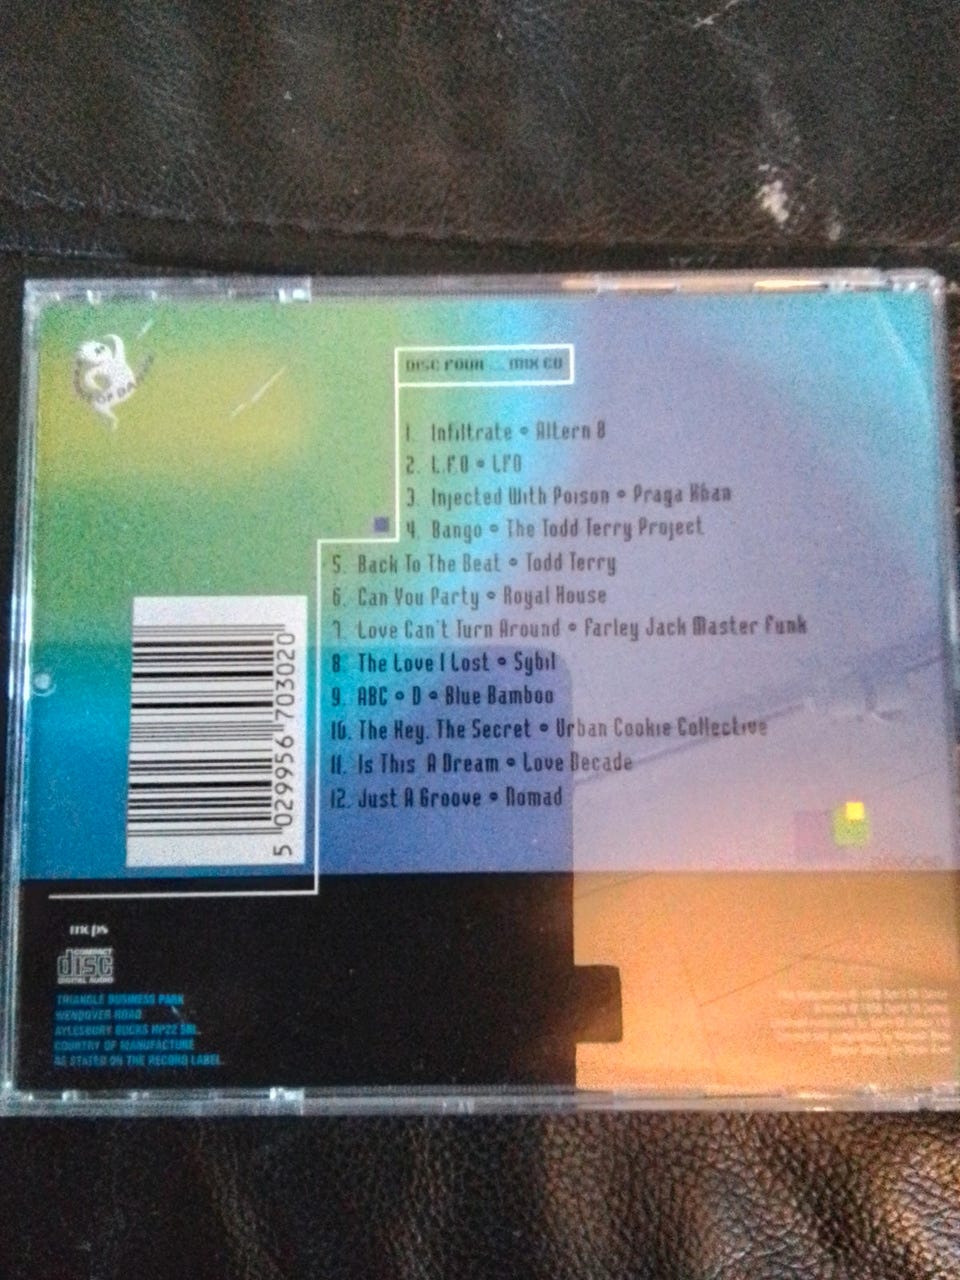 DISC FOUR ... MIX CD
1. Infiltrate • Altern 8
2. L.F.O • LFO
3. Injected With Poison • Praga Khan
4. Bango • The Todd Terry Project
5. Back To The Beat • Todd Terry
6. Can You Party • Royal House
7. Love Can't Turn Around • Farley Jack Master Funk
8. The Love I Lost • Sybil
9. ABC • D • Blue Bamboo
10. The Key. The Secret • Urban Cookie Collective
11. Is This A Dream • Love Decade
12. Just A Groove • Nomad
5 029956 703020
mcps
COMPACT
disc
DIGITAL AUDIO
TRIANGLE BUSINESS PARK
WENDOVER ROAD
AYLESBURY BUCKS HP22 5BL.
COUNTRY OF MANUFACTURE
AS STATED ON THE RECORD LABEL.